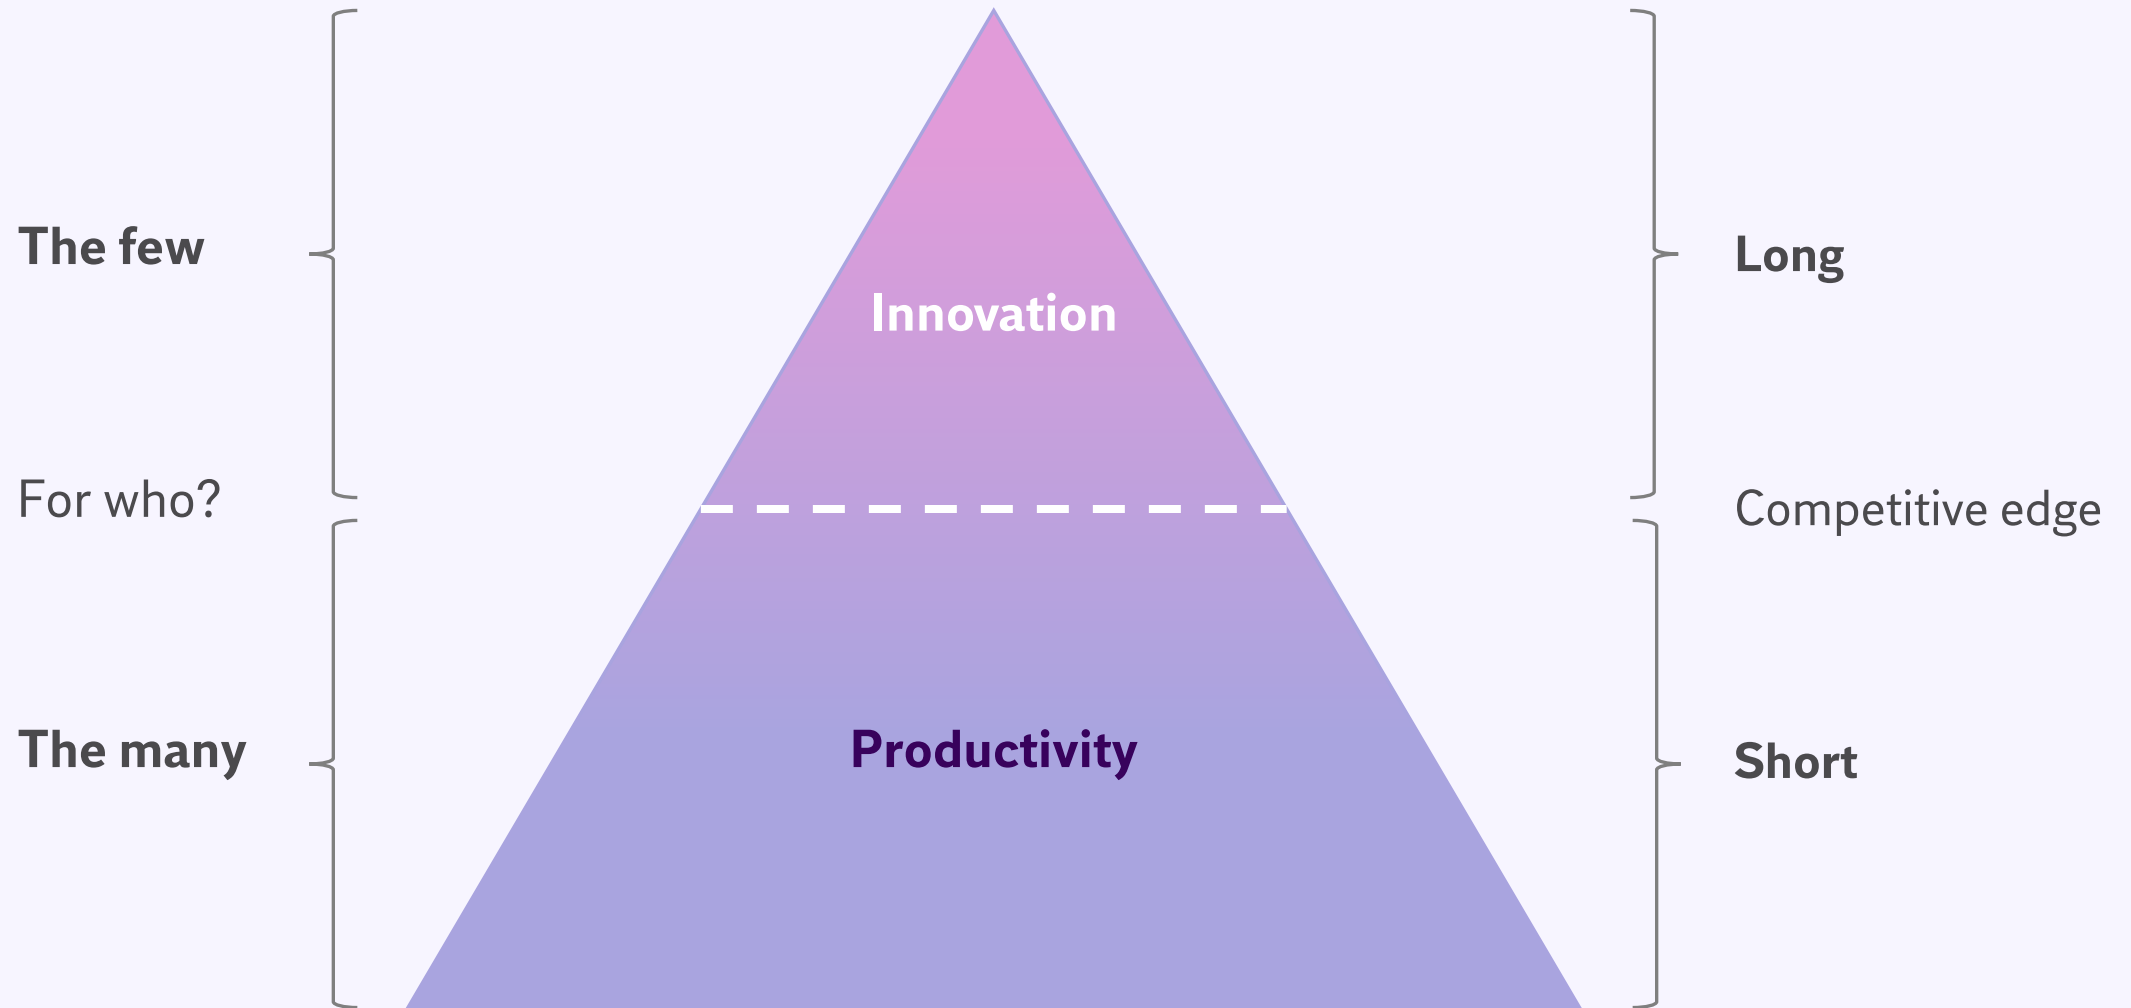 The few
Long
Innovation
For who?
Competitive edge
The many
Productivity
Short